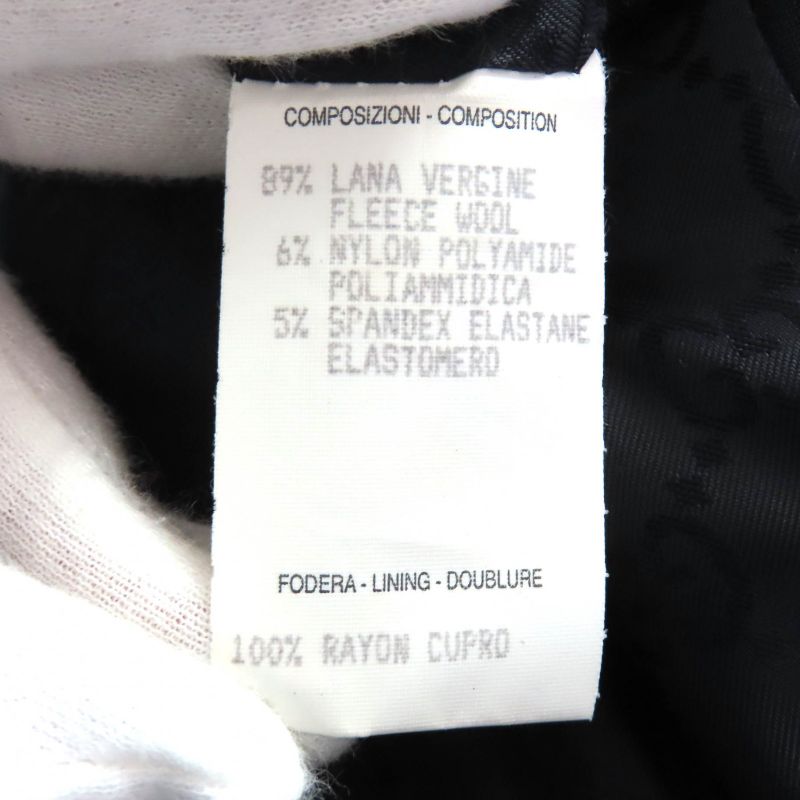 COMPOSIZIONI - COMPOSITION
89% LANA VERGINE
FLEECE WOOL
6% NYLON POLYAMIDE
POLIAMMIDICA
5% SPANDEX ELASTANE
ELASTOMERO
FODERA - LINING - DOUBLURE
100% RAYON CUPRO